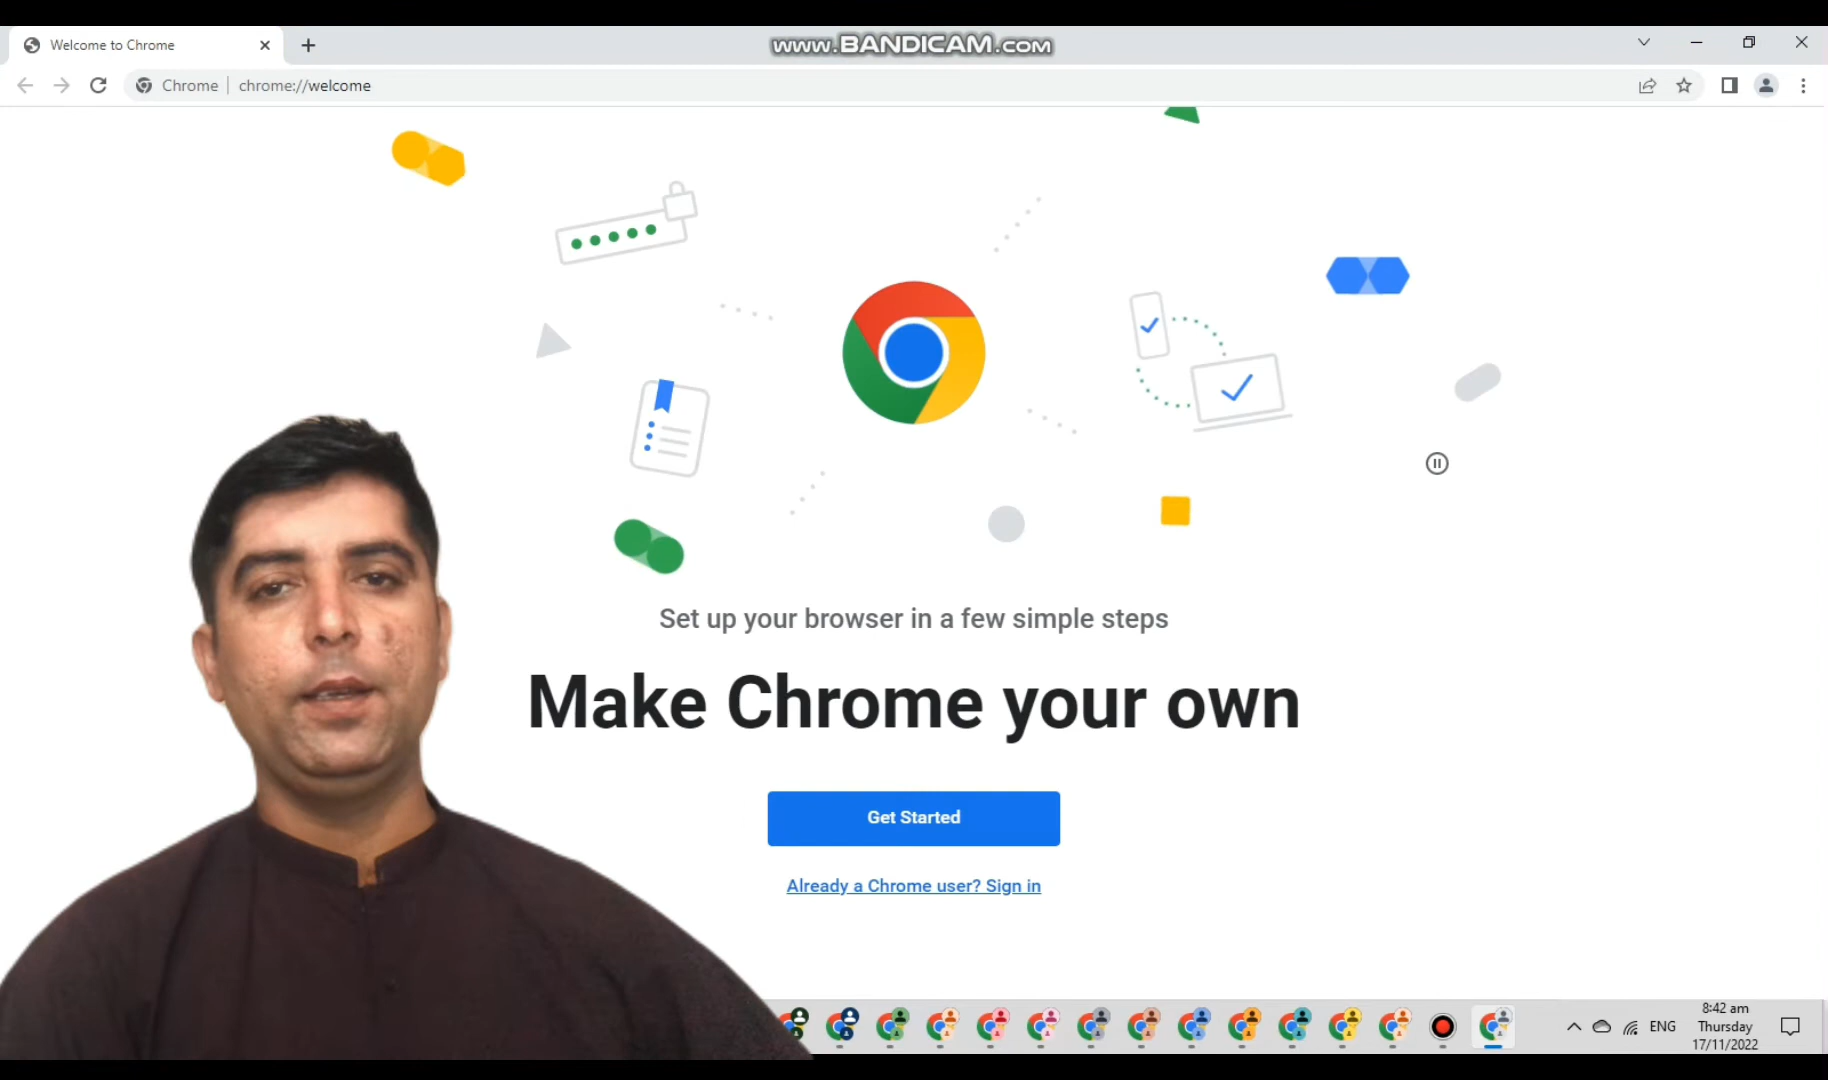 Welcome to Chrome
www.BANDICAM.com
Chrome | chrome://welcome
Set up your browser in a few simple steps
Make Chrome your own
Get Started
Already a Chrome user? Sign in
8:42 am
ENG
Thursday
17/11/2022